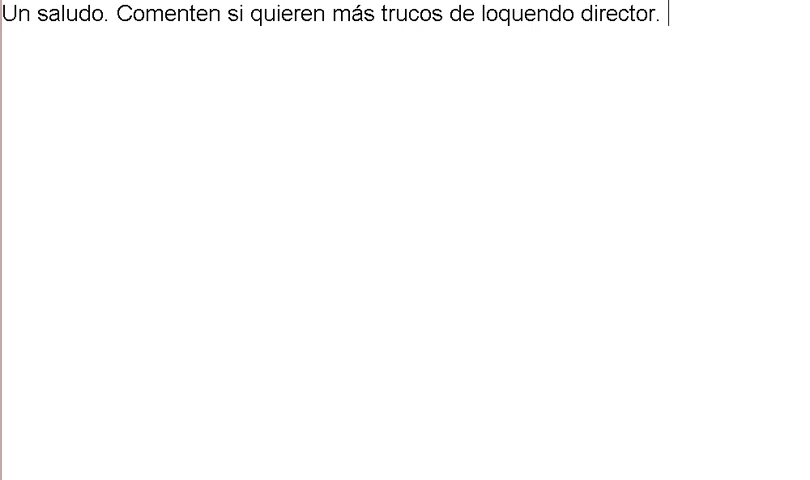 Un saludo. Comenten si quieren más trucos de loquendo director.